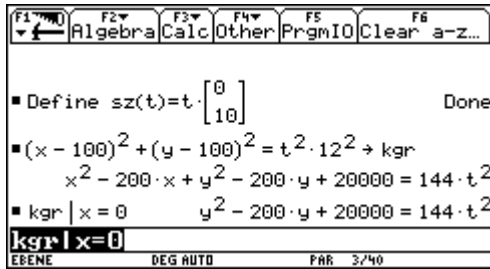 F1 F2 F3 F4 F5 F6
Algebra Calc Other PrgmIO Clear a-z…
▪ Define sz(t)=t·[0 10] Done
▪ (x - 100)² + (y - 100)² = t²·12² → kgr
x² - 200·x + y² - 200·y + 20000 = 144·t²
▪ kgr | x = 0 y² - 200·y + 20000 = 144·t²
kgr|x=0
EBENE DEG AUTO PAR 3/40